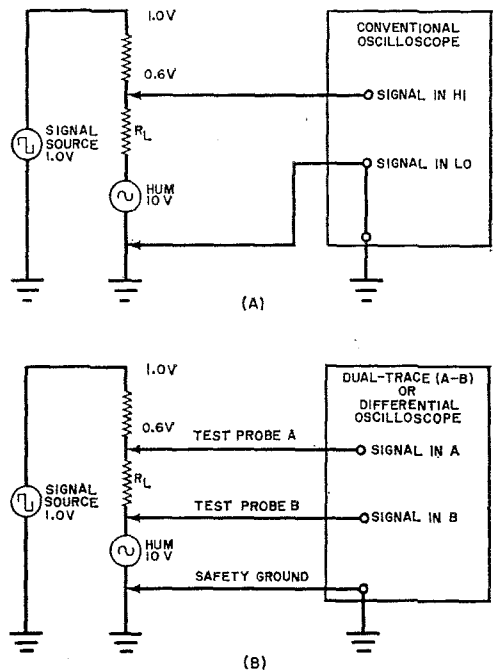 1.0V
CONVENTIONAL
OSCILLOSCOPE
0.6V
SIGNAL IN HI
SIGNAL
SOURCE
1.0V
RL
SIGNAL IN LO
HUM
10 V
(A)
1.0V
DUAL-TRACE (A-B)
OR
DIFFERENTIAL
OSCILLOSCOPE
0.6V
TEST PROBE A
SIGNAL IN A
RL
SIGNAL
SOURCE
1.0V
TEST PROBE B
SIGNAL IN B
HUM
10V
SAFETY GROUND
(B)